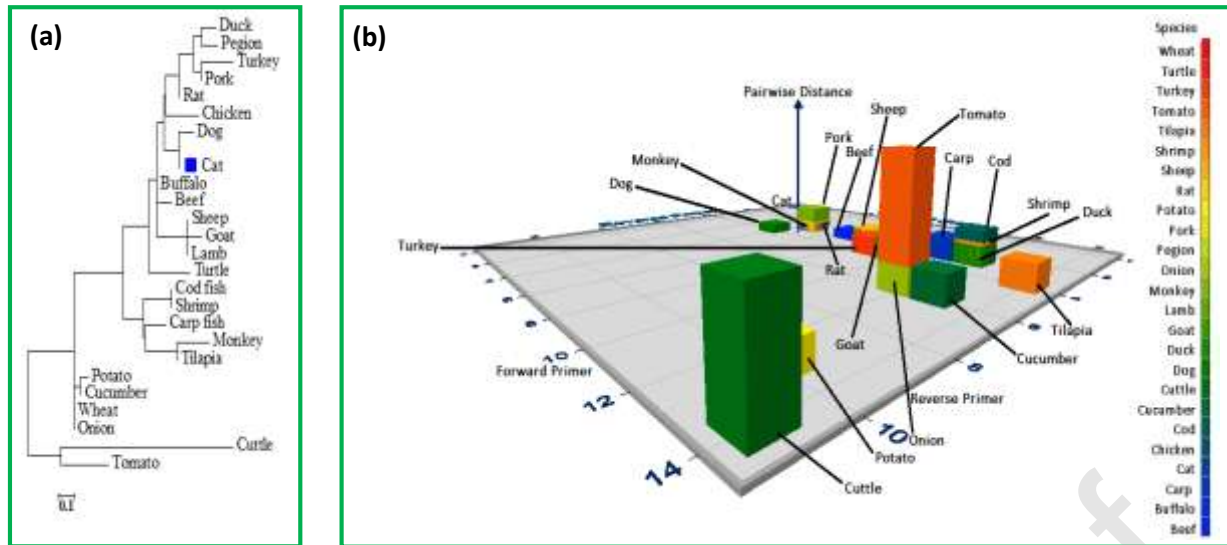 (a)
Duck
Pegion
Turkey
Pork
Rat
Chicken
Dog
Cat
Buffalo
Beef
Sheep
Goat
Lamb
Turtle
Cod fish
Shrimp
Carp fish
Monkey
Tilapia
Potato
Cucumber
Wheat
Onion
Cuttle
Tomato
0.1
(b)
Pairwise Distance
Sheep
Tomato
Pork
Beef
Carp
Cod
Monkey
Dog
Cat
Shrimp
Duck
Turkey
Rat
Goat
Tilapia
Cucumber
Forward Primer
Reverse Primer
Onion
Potato
Cuttle
10
12
14
6
8
10
Species
Wheat
Turtle
Turkey
Tomato
Tilapia
Shrimp
Sheep
Rat
Potato
Pork
Pegion
Onion
Monkey
Lamb
Goat
Duck
Dog
Cuttle
Cucamber
Cod
Chicken
Cat
Carp
Buffalo
Beef
f